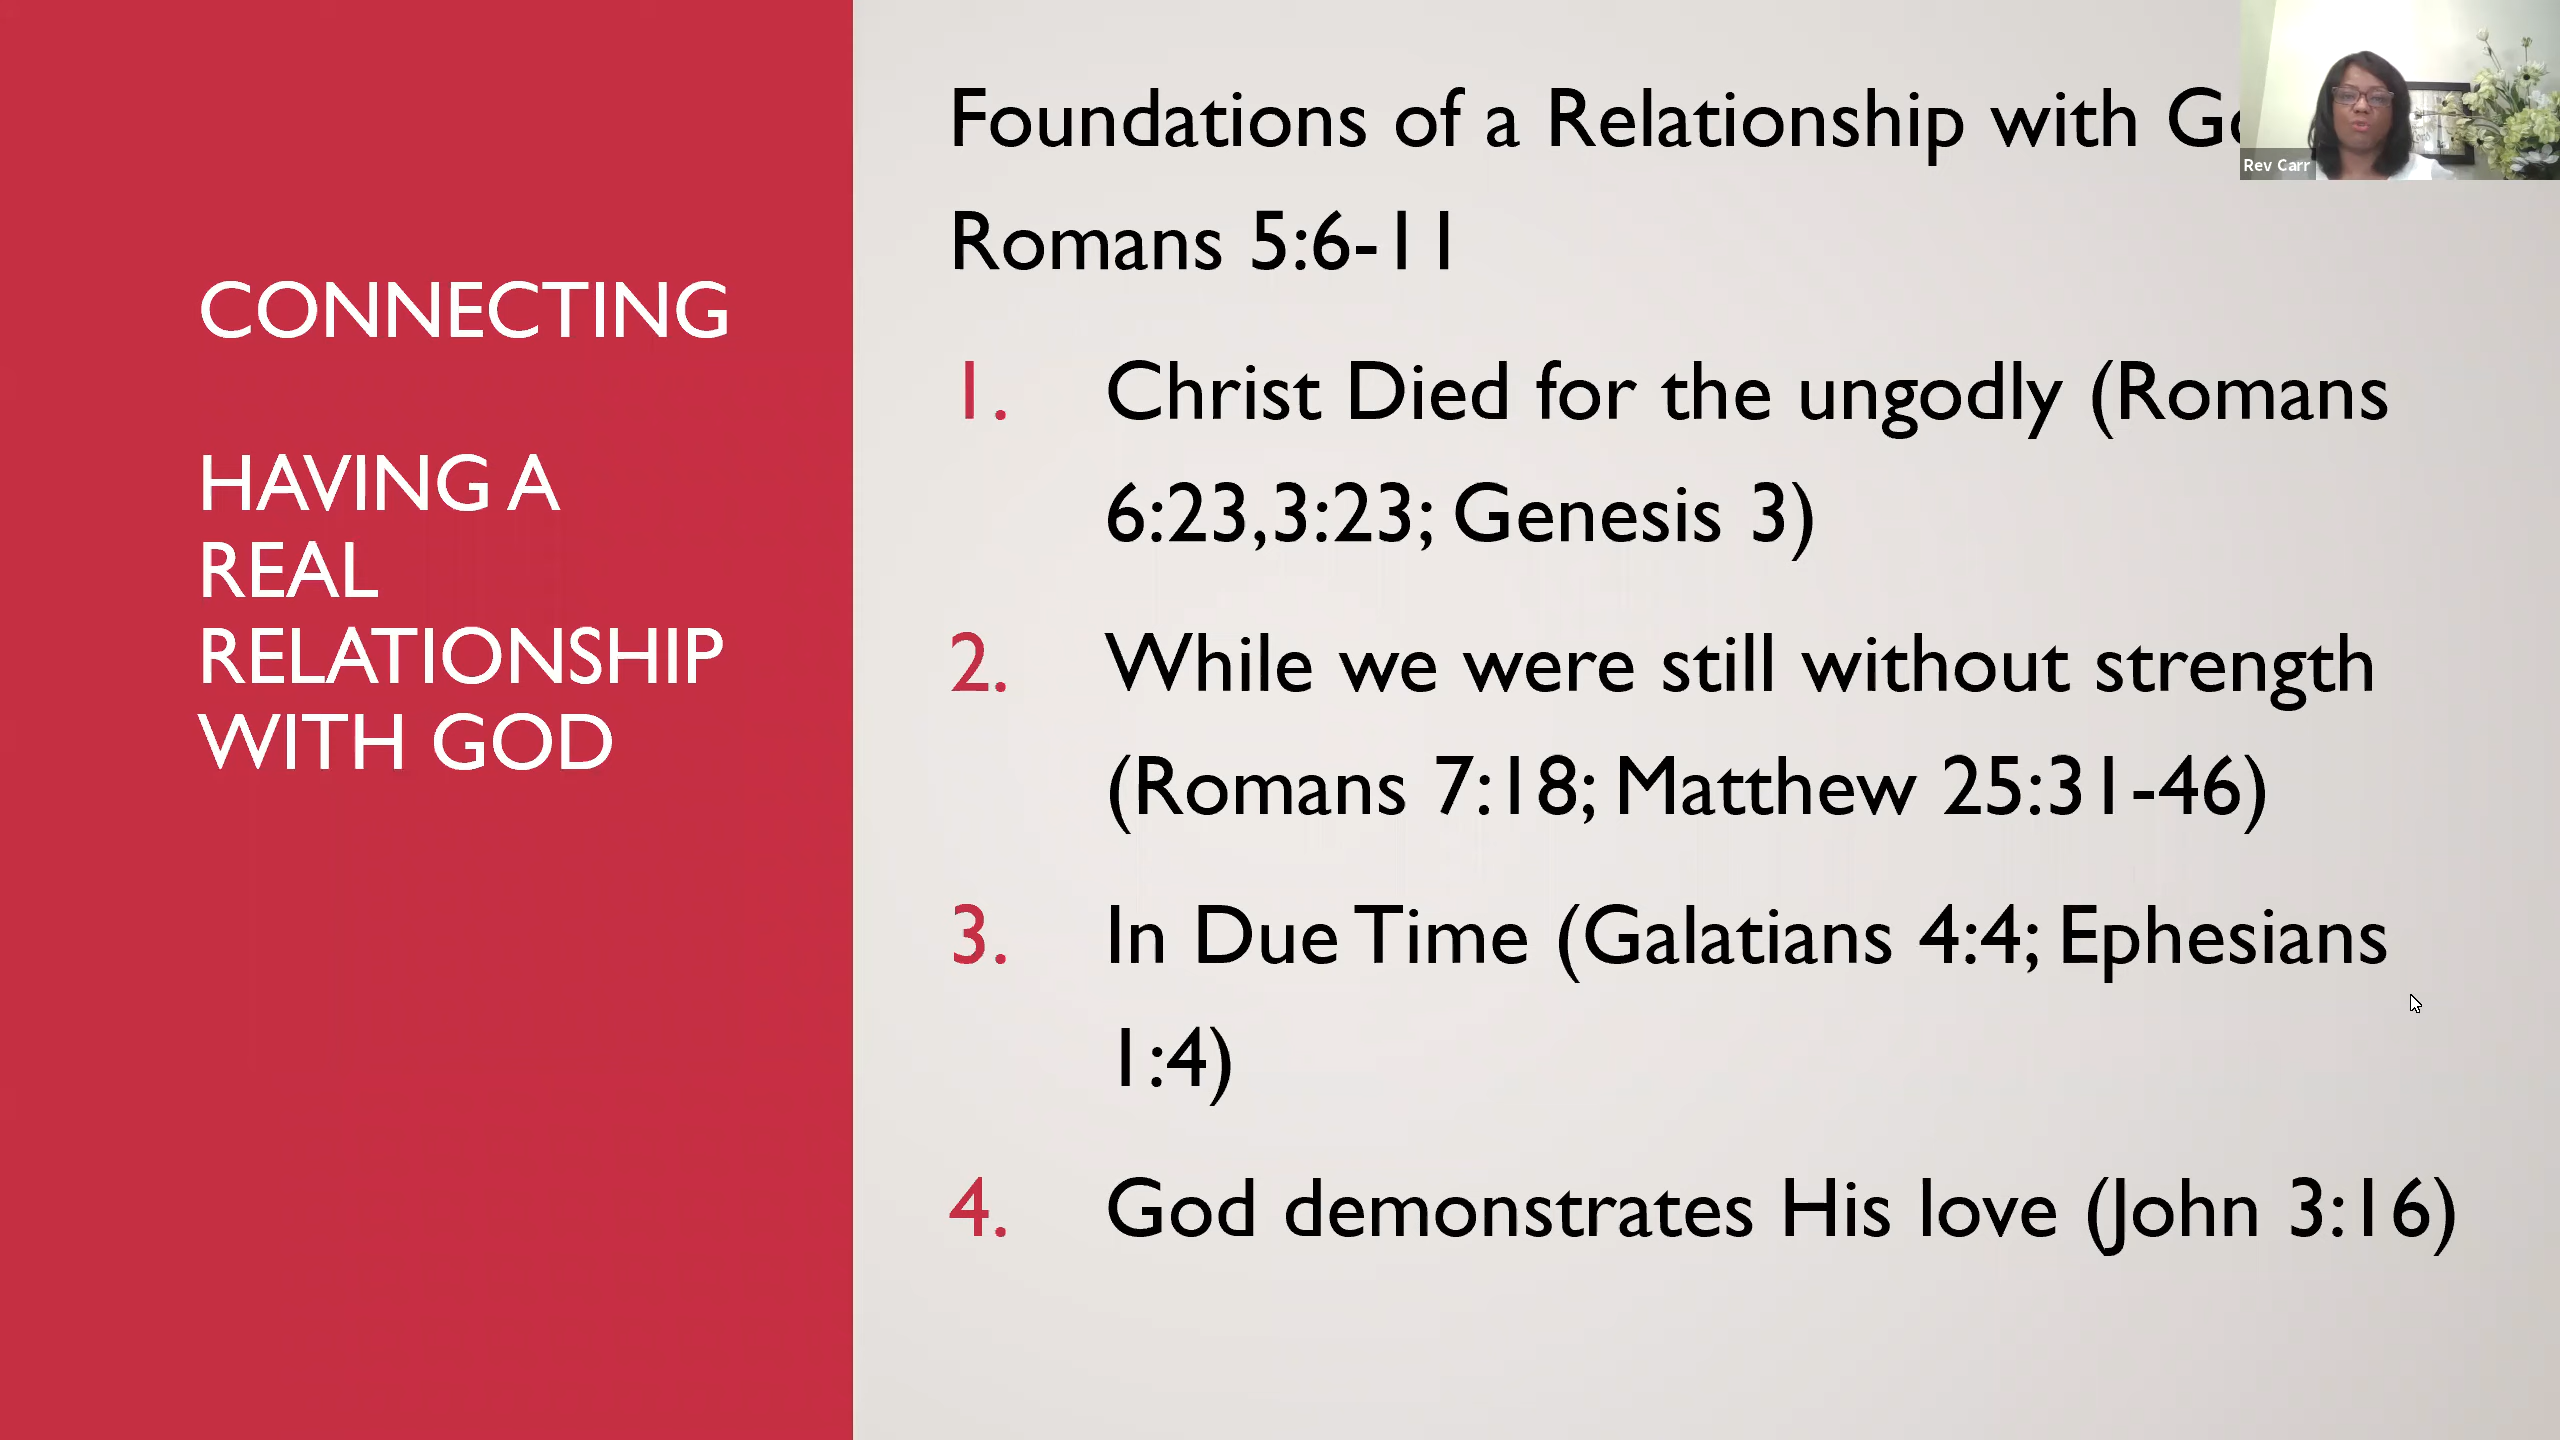 CONNECTING
HAVING A
REAL
RELATIONSHIP
WITH GOD
Foundations of a Relationship with
Romans 5:6-11
1. Christ Died for the ungodly (Romans
6:23,3:23; Genesis 3)
2. While we were still without strength
(Romans 7:18; Matthew 25:31-46)
3. In Due Time (Galatians 4:4; Ephesians
1:4)
4. God demonstrates His love (John 3:16)
Rev Carr